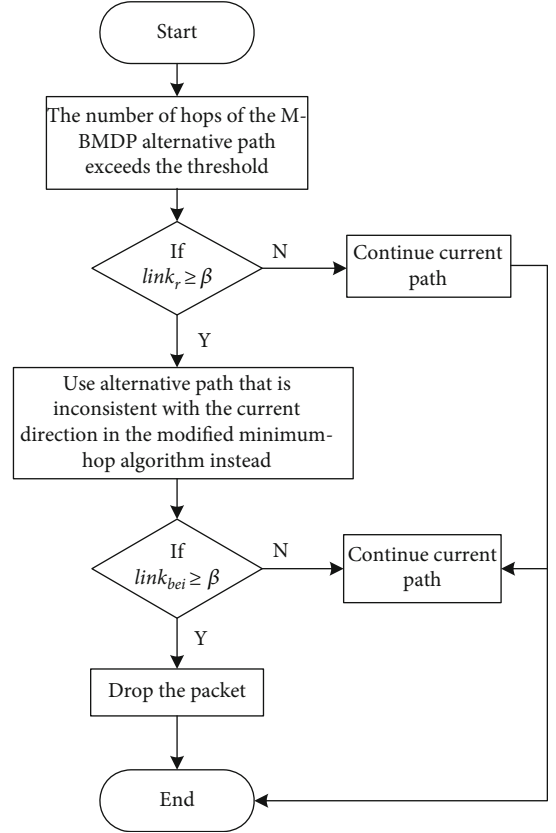 Start
The number of hops of the M-
BMDP alternative path
exceeds the threshold
If
link_r ≥ β
N
Continue current
path
Y
Use alternative path that is
inconsistent with the current
direction in the modified minimum-
hop algorithm instead
If
link_bei ≥ β
N
Continue current
path
Y
Drop the packet
End